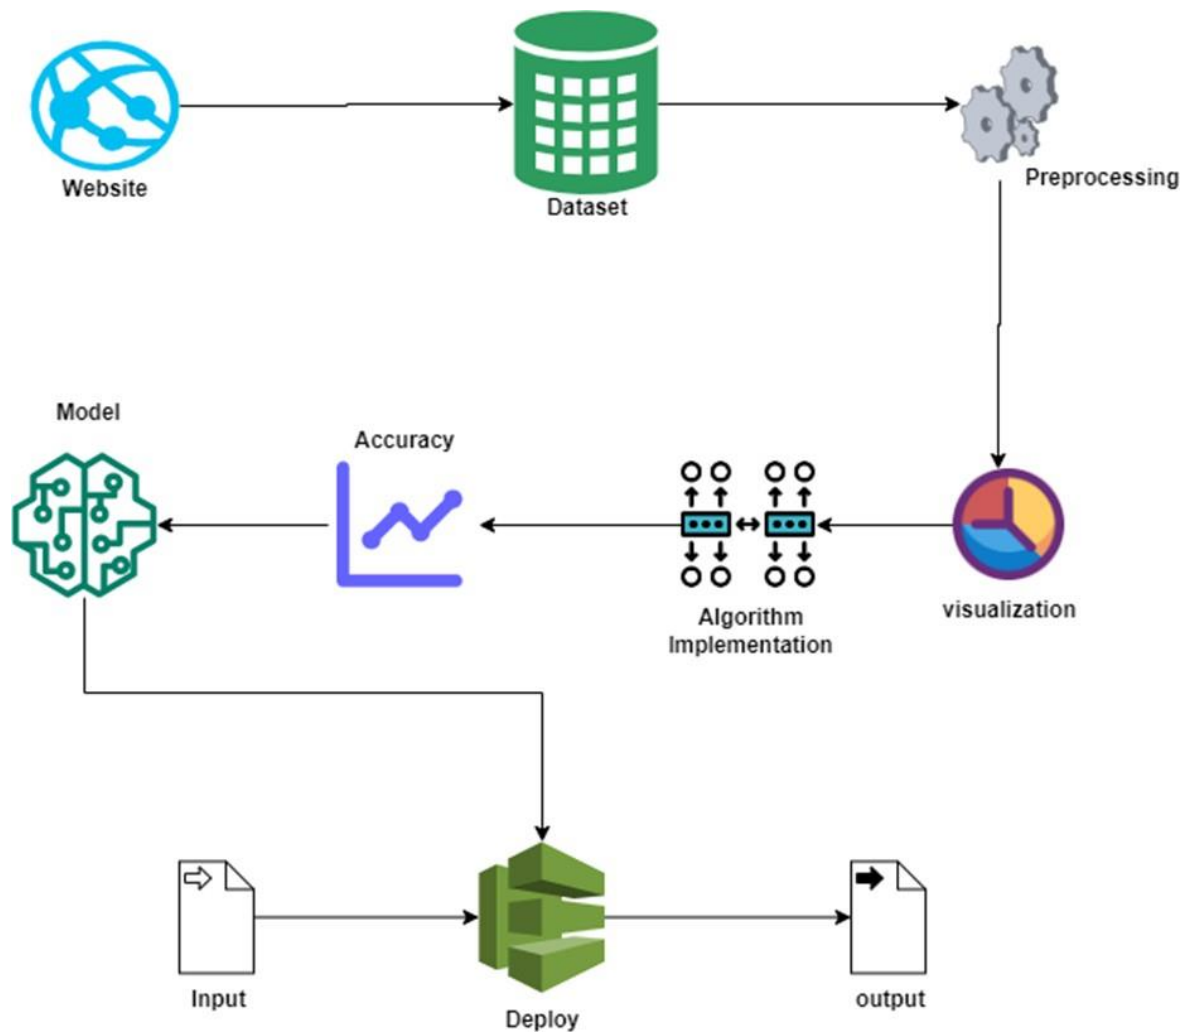 Website
Dataset
Preprocessing
Model
Accuracy
Algorithm
Implementation
visualization
Input
Deploy
output